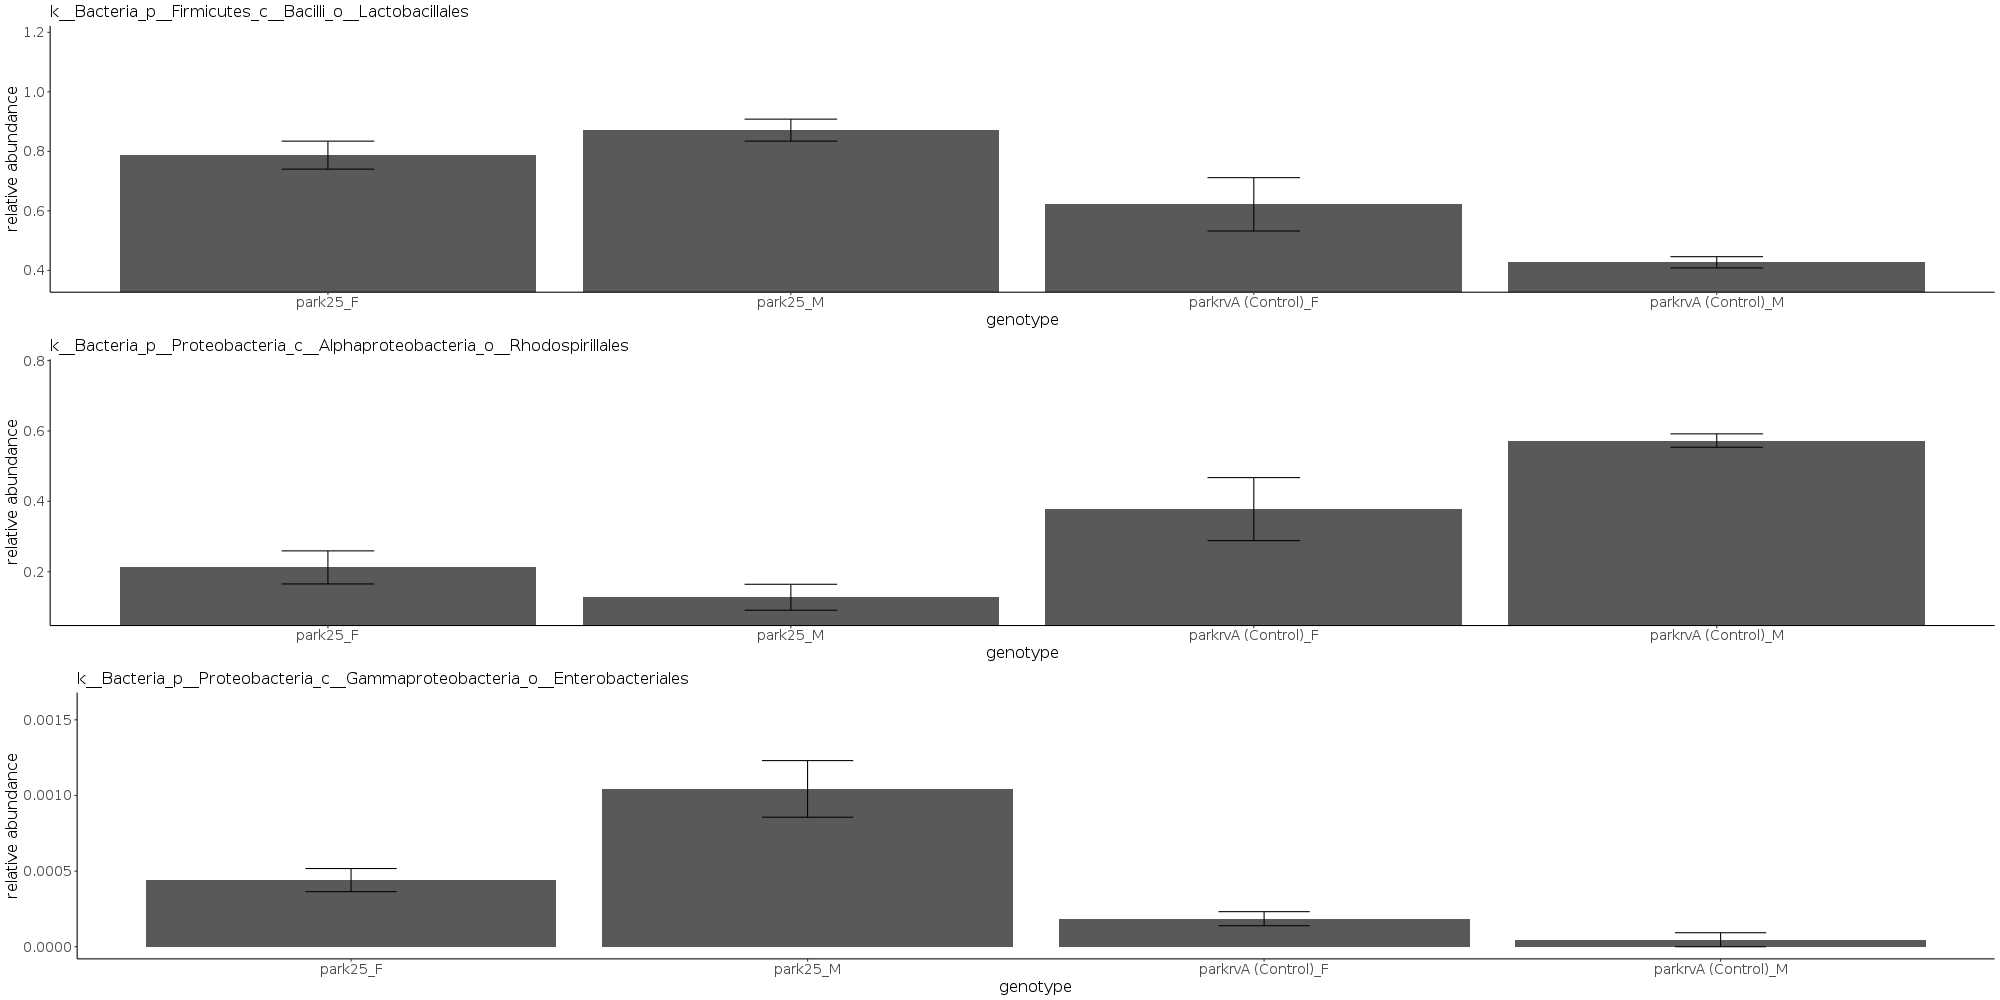 k__Bacteria_p__Firmicutes_c__Bacilli_o__Lactobacillales
relative abundance
1.2
1.0
0.8
0.6
0.4
park25_F park25_M parkrvA (Control)_F parkrvA (Control)_M
genotype
k__Bacteria_p__Proteobacteria_c__Alphaproteobacteria_o__Rhodospirillales
relative abundance
0.8
0.6
0.4
0.2
park25_F park25_M parkrvA (Control)_F parkrvA (Control)_M
genotype
k__Bacteria_p__Proteobacteria_c__Gammaproteobacteria_o__Enterobacteriales
relative abundance
0.0015
0.0010
0.0005
0.0000
park25_F park25_M parkrvA (Control)_F parkrvA (Control)_M
genotype